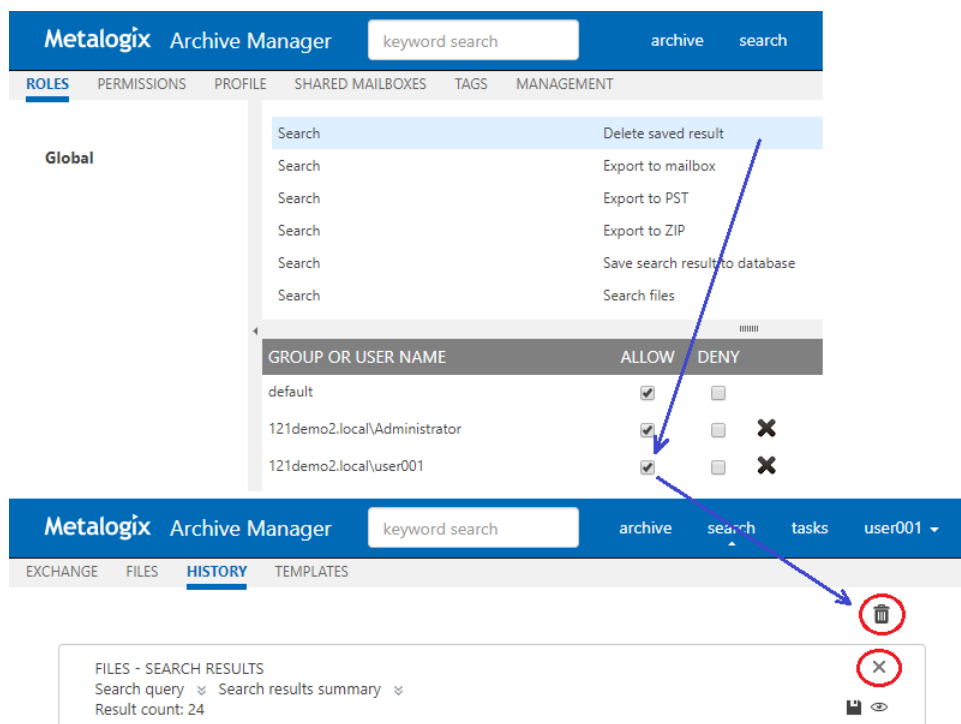 Metalogix Archive Manager keyword search archive search
ROLES PERMISSIONS PROFILE SHARED MAILBOXES TAGS MANAGEMENT
Global
Search Delete saved result
Search Export to mailbox
Search Export to PST
Search Export to ZIP
Search Save search result to database
Search Search files
GROUP OR USER NAME ALLOW DENY
default
121demo2.local\Administrator
121demo2.local\user001
Metalogix Archive Manager keyword search archive search tasks user001
EXCHANGE FILES HISTORY TEMPLATES
FILES - SEARCH RESULTS
Search query Search results summary
Result count: 24